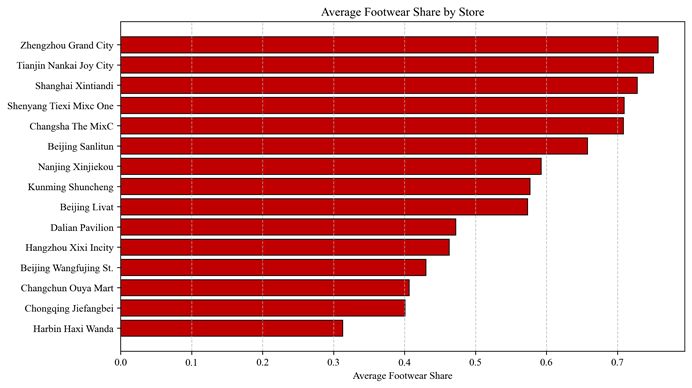 Average Footwear Share by Store
Zhengzhou Grand City
Tianjin Nankai Joy City
Shanghai Xintiandi
Shenyang Tiexi Mixc One
Changsha The MixC
Beijing Sanlitun
Nanjing Xinjiekou
Kunming Shuncheng
Beijing Livat
Dalian Pavilion
Hangzhou Xixi Incity
Beijing Wangfujing St.
Changchun Ouya Mart
Chongqing Jiefangbei
Harbin Haxi Wanda
0.0 0.1 0.2 0.3 0.4 0.5 0.6 0.7
Average Footwear Share